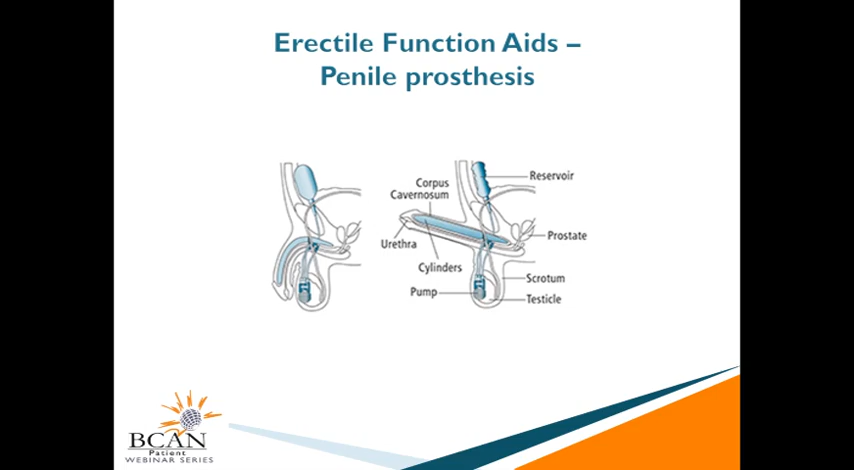 Erectile Function Aids –
Penile prosthesis
Reservoir
Corpus
Cavernosum
Prostate
Urethra
Cylinders
Scrotum
Pump
Testicle
BCAN
Patient
WEBINAR SERIES